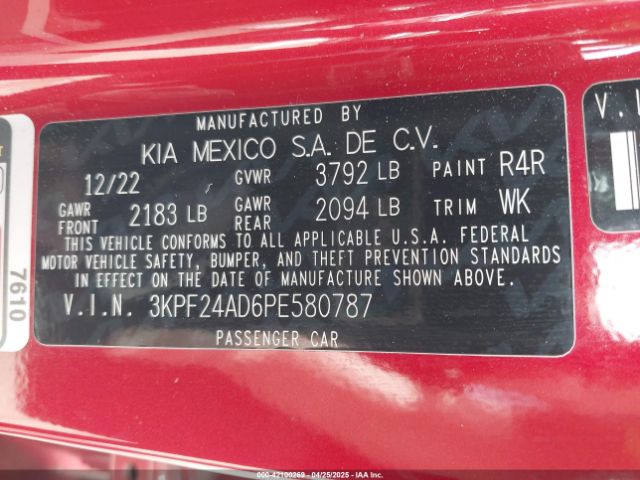 MANUFACTURED BY
KIA MEXICO S.A. DE C.V.
12/22 GVWR 3792 LB PAINT R4R
GAWR FRONT 2183 LB GAWR REAR 2094 LB TRIM WK
THIS VEHICLE CONFORMS TO ALL APPLICABLE U.S.A. FEDERAL
MOTOR VEHICLE SAFETY, BUMPER, AND THEFT PREVENTION STANDARDS
IN EFFECT ON THE DATE OF MANUFACTURE SHOWN ABOVE.
V.I.N. 3KPF24AD6PE580787
PASSENGER CAR
7610
V.I
000-42100269 - 04/25/2025 - IAAI.COM